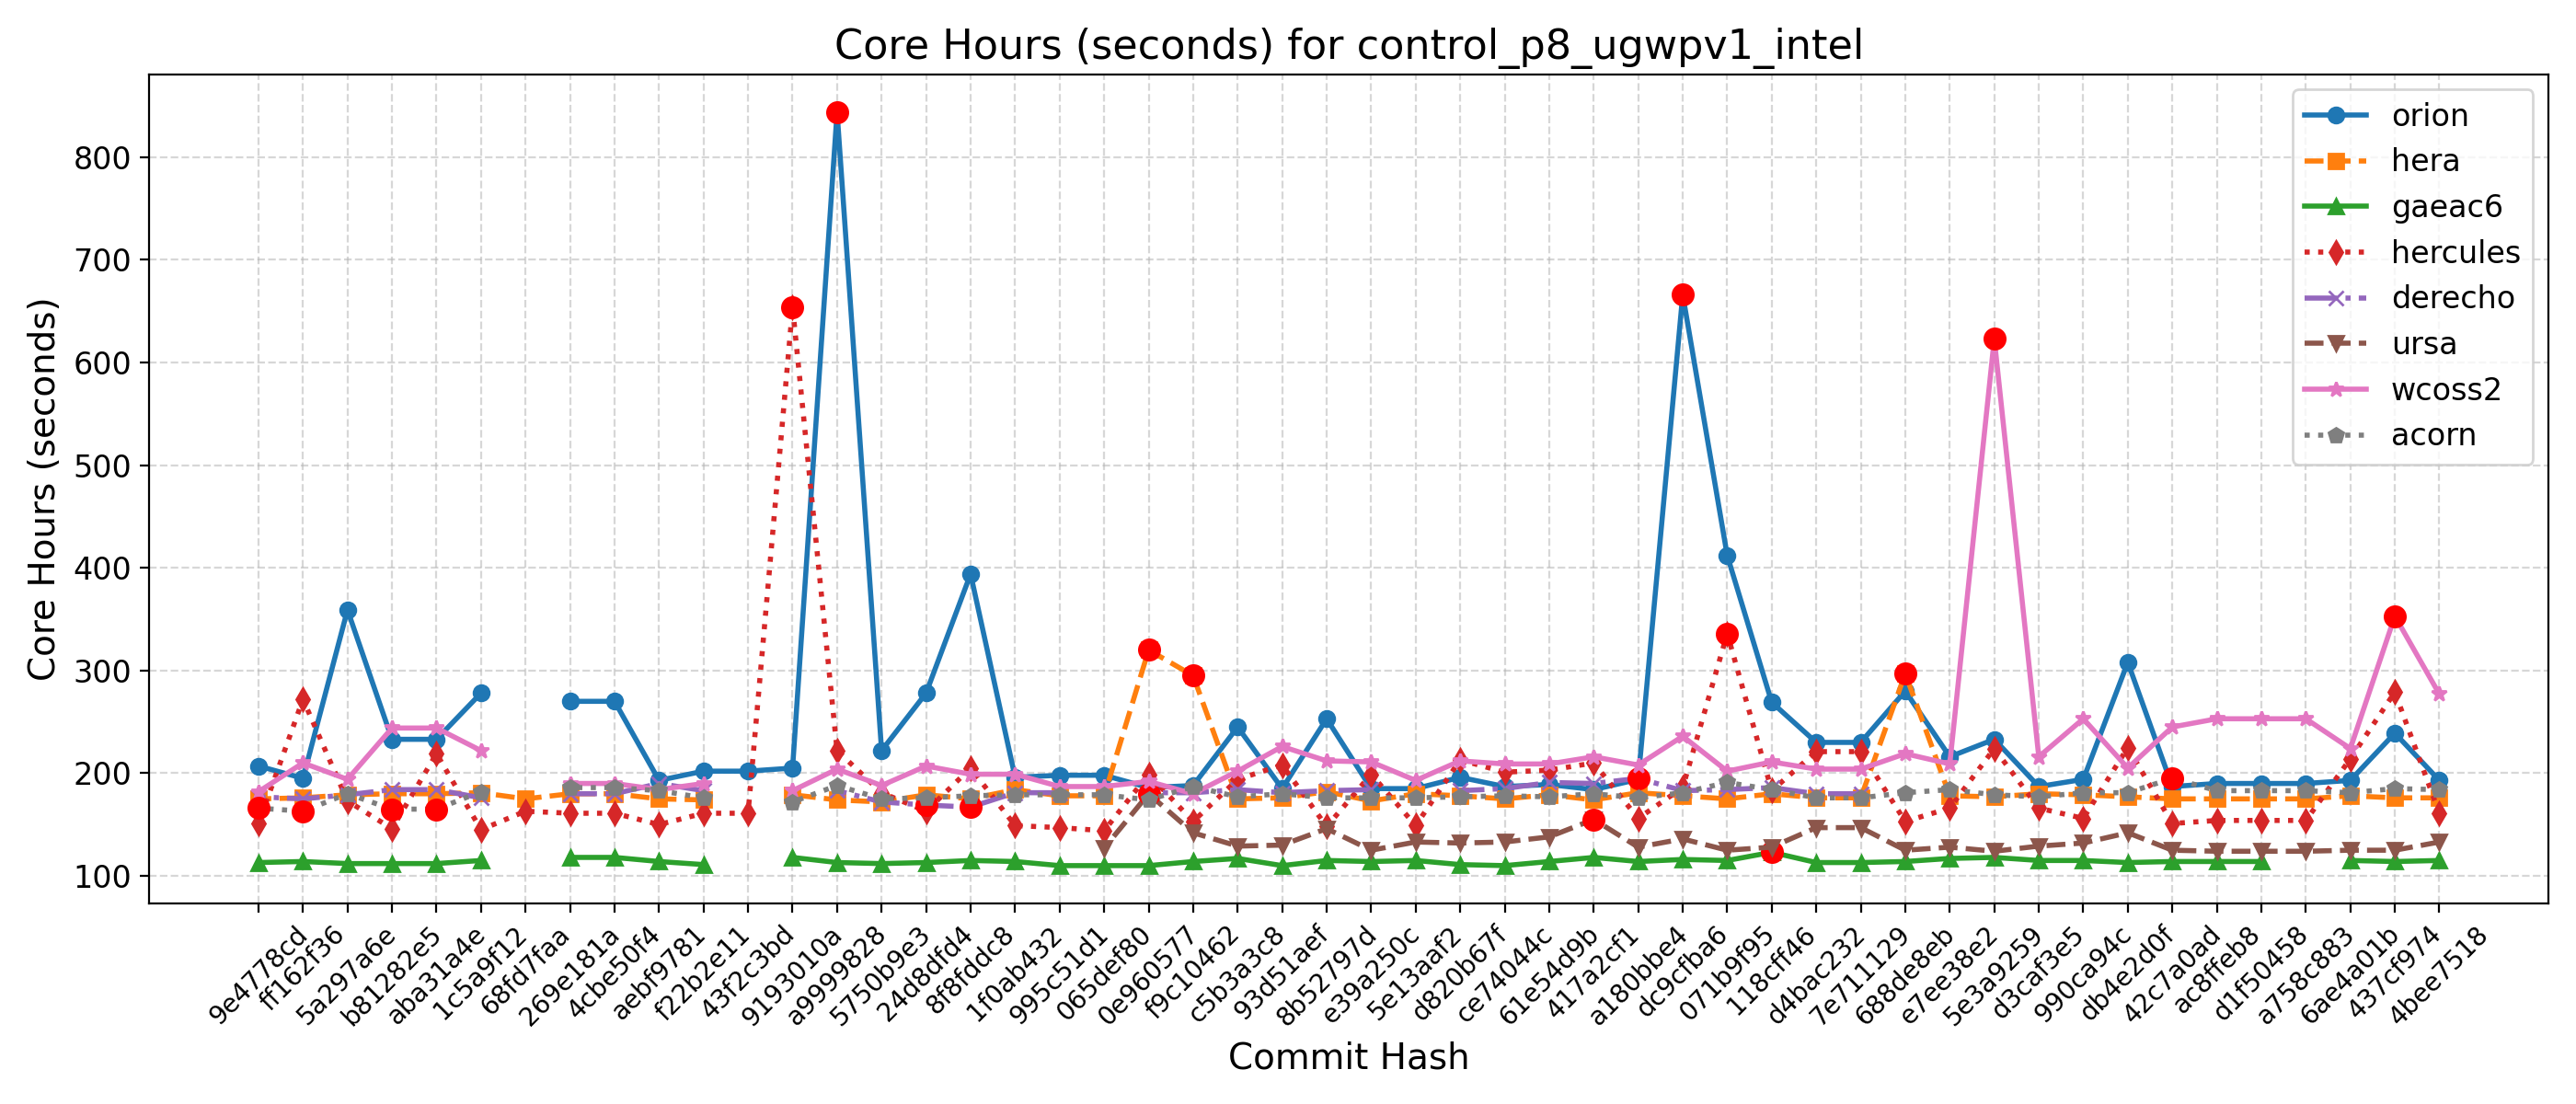 Core Hours (seconds) for control_p8_ugwpv1_intel
Core Hours (seconds)
800
700
600
500
400
300
200
100
orion
hera
gaeac6
hercules
derecho
ursa
wcoss2
acorn
9e4778cd
ff162f36
5a297a6e
b81282e5
aba31a4e
1c5a9f12
68fd7faa
269e181a
4cbe50f4
aebf9781
f22b2e11
43f2c3bd
9193010a
a9999828
5750b9e3
24d8dfd4
8f8fddc8
1f0ab432
995c51d1
065def80
0e960577
f9c10462
c5b3a3c8
93d51aef
8b52797d
e39a250c
5e13aaf2
d820b67f
ce74044c
61e54d9b
417a2cf1
a180bbe4
dc9cfba6
071b9f95
118cff46
d4bac232
7e711129
688de8eb
e7ee38e2
5e3a9259
d3caf3e5
990ca94c
db4e2d0f
42c7a0ad
ac8ffeb8
d1f50458
a758c883
6ae4a01b
437cf974
4bee7518
Commit Hash